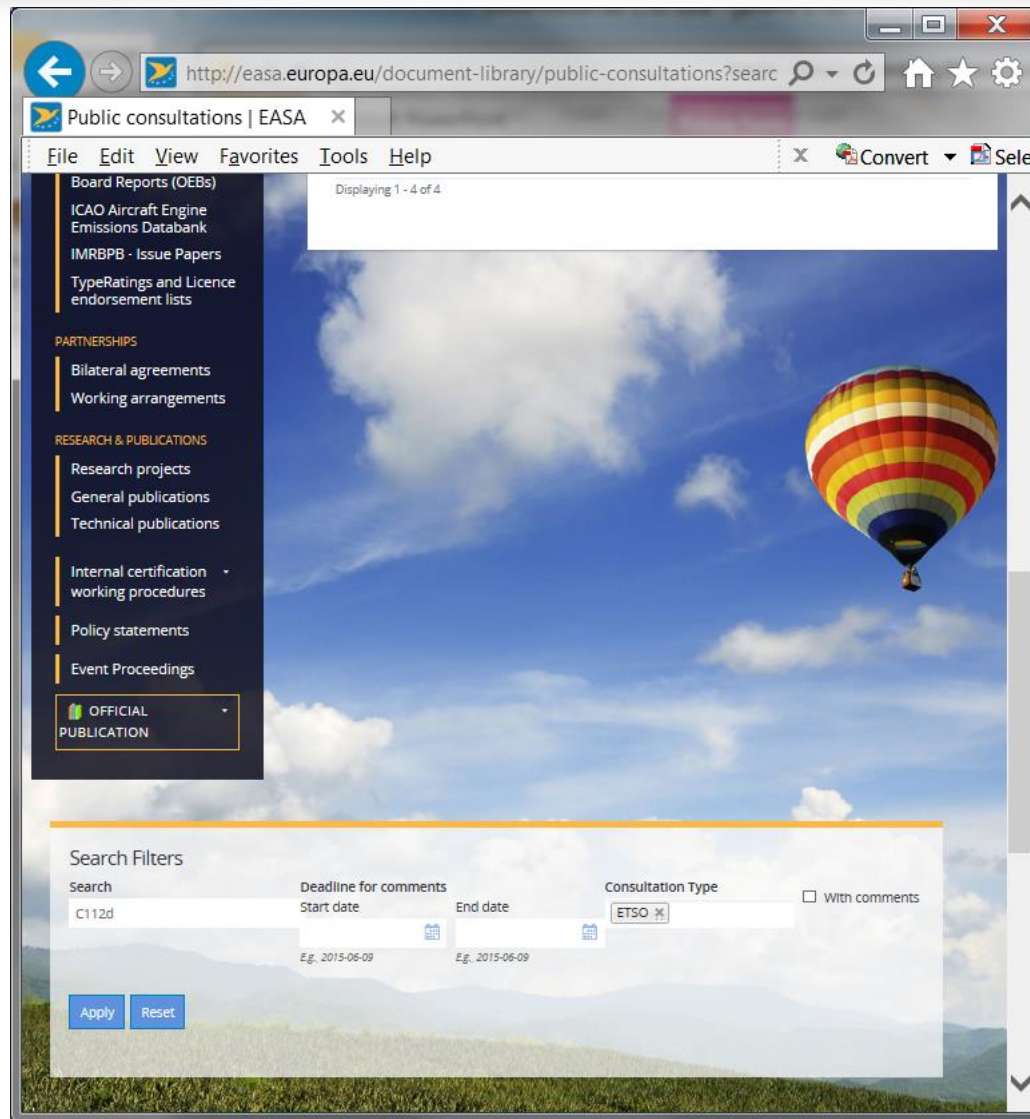 http://easa.europa.eu/document-library/public-consultations?searc
Public consultations | EASA
File Edit View Favorites Tools Help
x Convert Sele
Board Reports (OEBs)
Displaying 1 - 4 of 4
ICAO Aircraft Engine
Emissions Databank
IMRBPB - Issue Papers
TypeRatings and Licence
endorsement lists
PARTNERSHIPS
Bilateral agreements
Working arrangements
RESEARCH & PUBLICATIONS
Research projects
General publications
Technical publications
Internal certification
working procedures
Policy statements
Event Proceedings
OFFICIAL
PUBLICATION
Search Filters
Search
Deadline for comments
Consultation Type
Start date
End date
With comments
C112d
ETSO
E.g., 2015-06-09
E.g., 2015-06-09
Apply
Reset